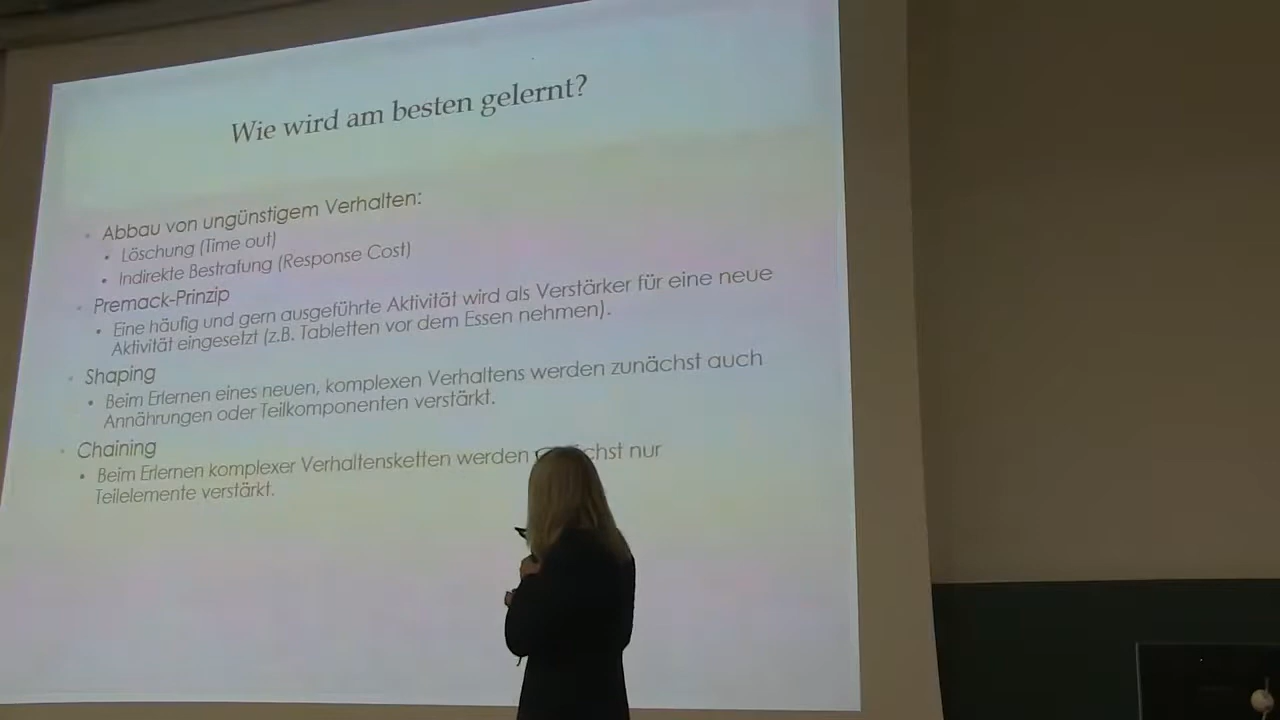 Wie wird am besten gelernt?
• Abbau von ungünstigem Verhalten:
• Löschung (Time out)
• Indirekte Bestrafung (Response Cost)
• Premack-Prinzip
• Eine häufig und gern ausgeführte Aktivität wird als Verstärker für eine neue
Aktivität eingesetzt (z.B. Tabletten vor dem Essen nehmen).
• Shaping
• Beim Erlernen eines neuen, komplexen Verhaltens werden zunächst auch
Annährungen oder Teilkomponenten verstärkt.
• Chaining
• Beim Erlernen komplexer Verhaltensketten werden nur
Teilelemente verstärkt.